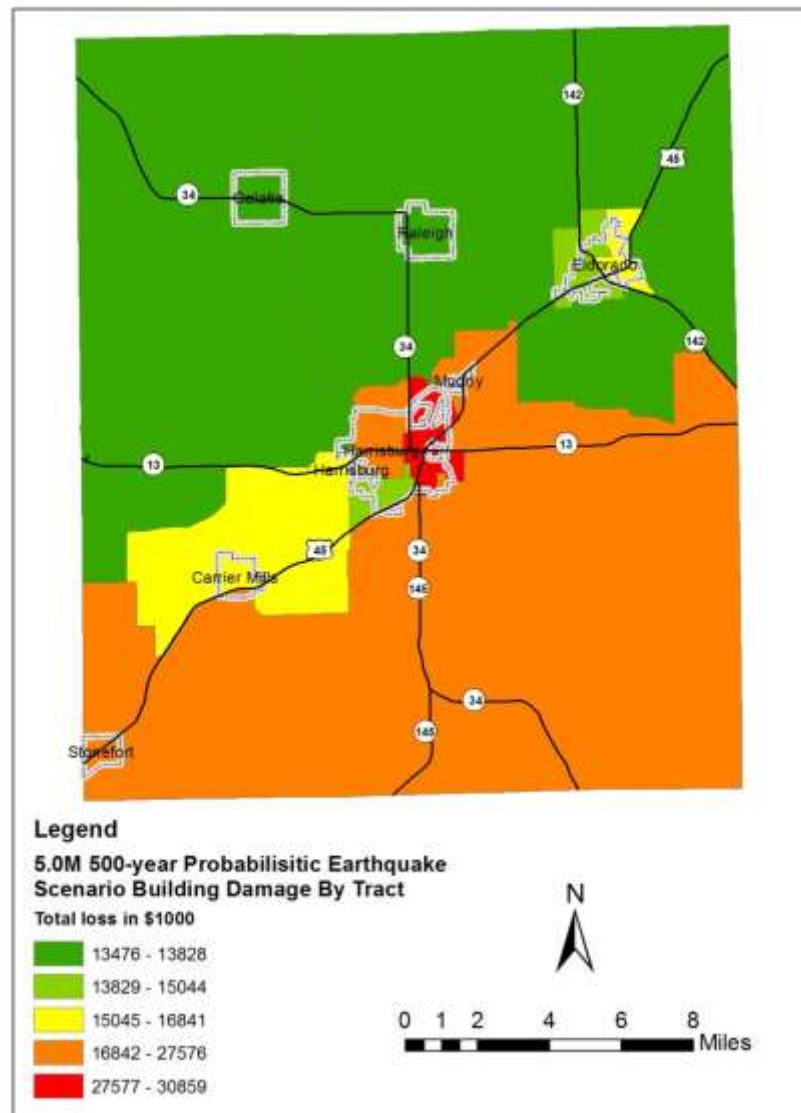 142
45
34
Galatia
Raleigh
Eldorado
34
142
Muddy
Harrisburg
13
13
Harrisburg
45
34
Carrier Mills
145
34
145
Stonefort
Legend
5.0M 500-year Probabilisitic Earthquake
Scenario Building Damage By Tract
Total loss in $1000
13476 - 13828
13829 - 15044
15045 - 16841
16842 - 27576
27577 - 30859
N
0 1 2 4 6 8
Miles